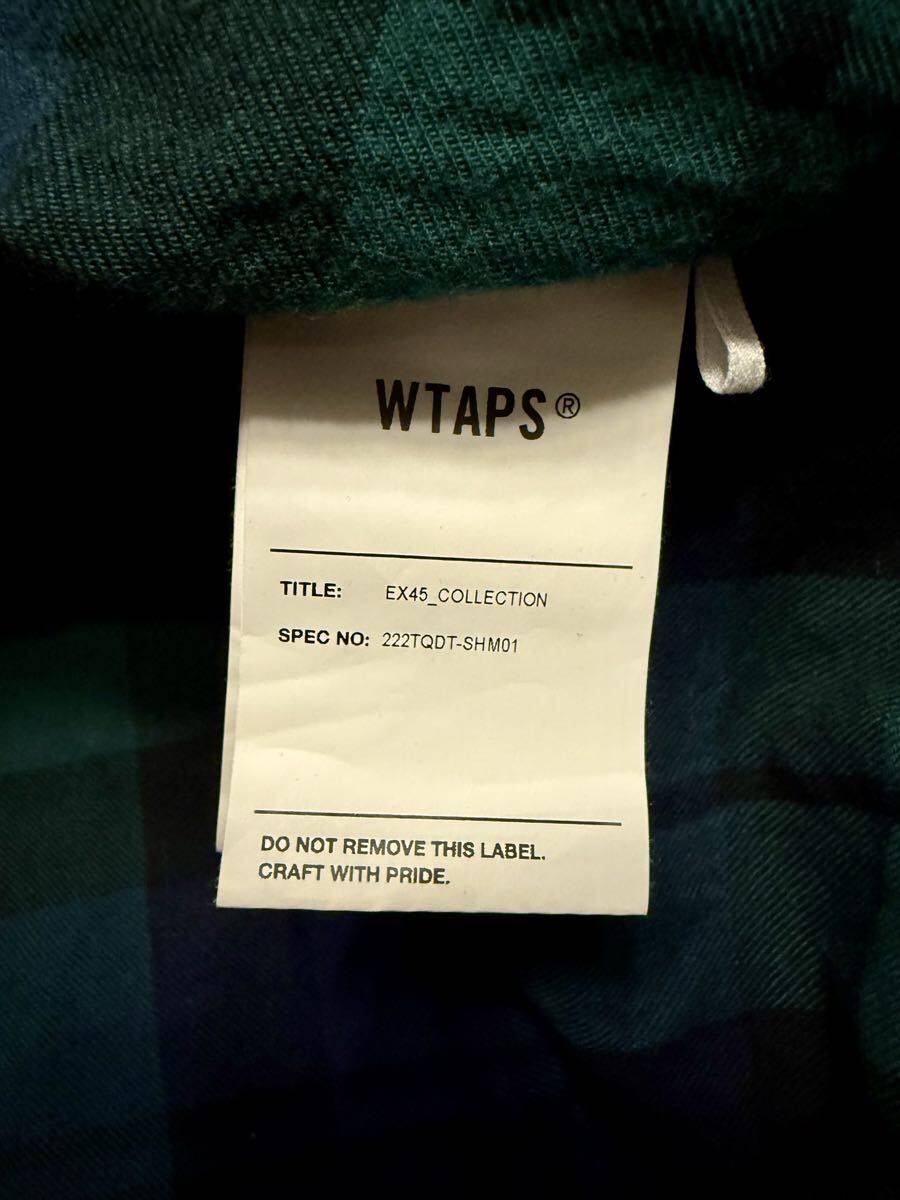 WTAPS®
TITLE: EX45_COLLECTION
SPEC NO: 222TQDT-SHM01
DO NOT REMOVE THIS LABEL.
CRAFT WITH PRIDE.